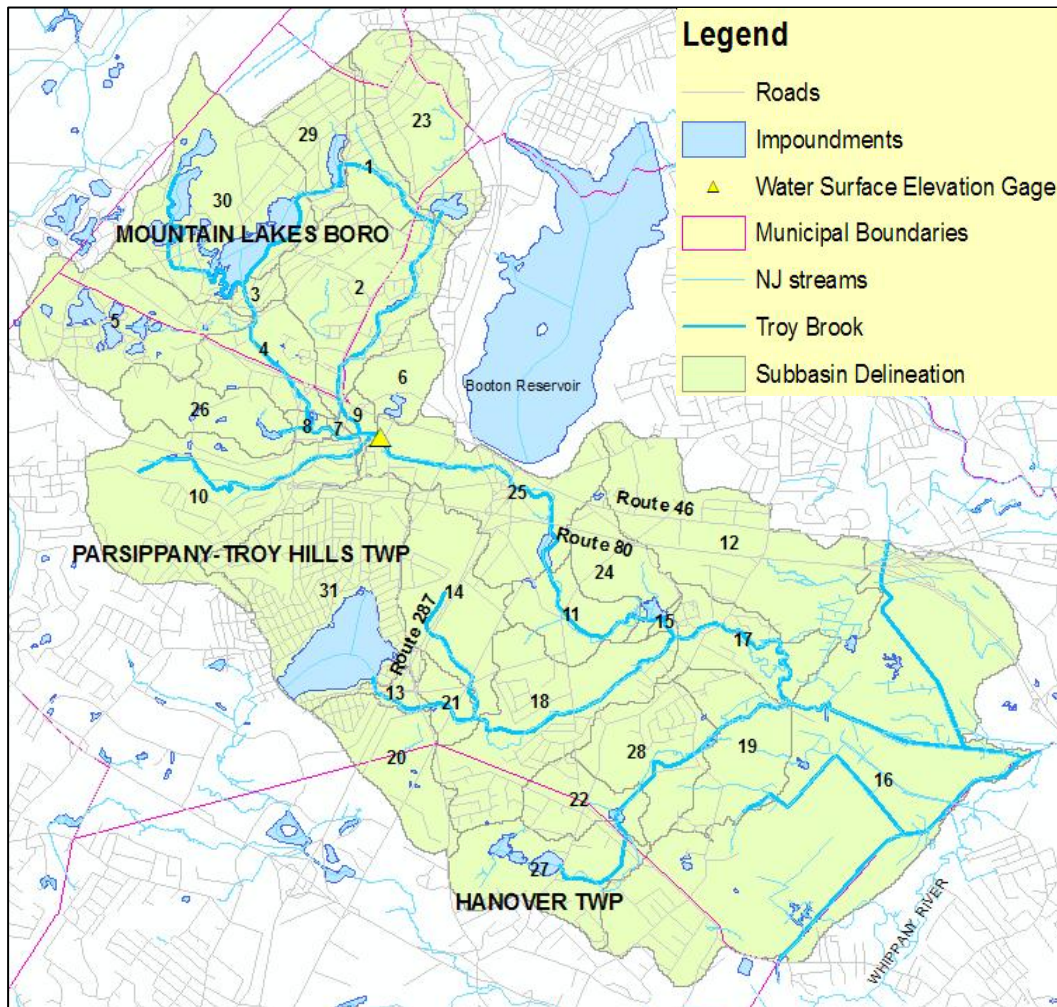 Legend
Roads
Impoundments
Water Surface Elevation Gage
Municipal Boundaries
NJ streams
Troy Brook
Subbasin Delineation
23
29
1
30
MOUNTAIN LAKES BORO
2
3
5
4
6
Booton Reservoir
26
9
8
7
10
25
Route 46
Route 80
12
PARSIPPANY-TROY HILLS TWP
24
31
14
Route 287
11
15
17
13
21
18
20
28
19
16
22
27
HANOVER TWP
WHIPPANY RIVER